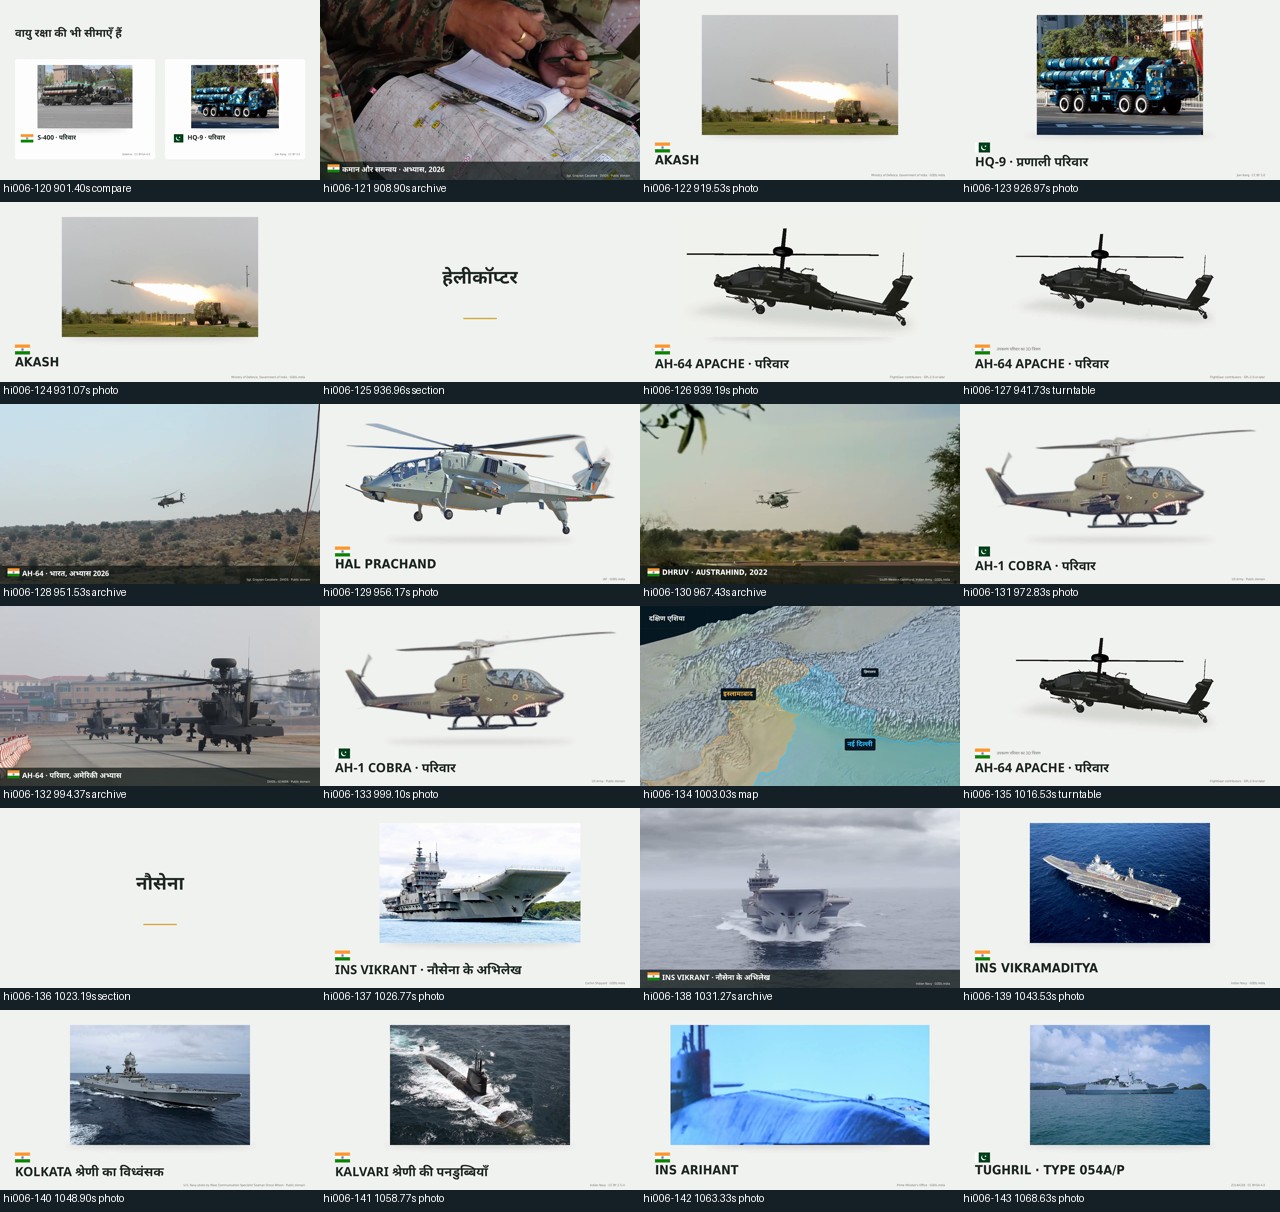 वायु रक्षा की भी सीमाएँ हैं
S-400 · परिवार
HQ-9 · परिवार
hi006-120 901.40s compare
कमान और समन्वय · अभ्यास, 2026
hi006-121 908.90s archive
AKASH
hi006-122 919.53s photo
HQ-9 · प्रणाली परिवार
hi006-123 926.97s photo
AKASH
hi006-124 931.07s photo
हेलीकॉप्टर
hi006-125 936.96s section
AH-64 APACHE · परिवार
hi006-126 939.19s photo
AH-64 APACHE · परिवार
hi006-127 941.73s turntable
AH-64 · भारत, अभ्यास 2026
hi006-128 951.53s archive
HAL PRACHAND
hi006-129 956.17s photo
DHRUV · AUSTRAHIND, 2022
hi006-130 967.43s archive
AH-1 COBRA · परिवार
hi006-131 972.83s photo
AH-64 · परिवार, अमेरिकी अभ्यास
hi006-132 994.37s archive
AH-1 COBRA · परिवार
hi006-133 999.10s photo
दक्षिण एशिया
इस्लामाबाद
नई दिल्ली
hi006-134 1003.03s map
AH-64 APACHE · परिवार
hi006-135 1016.53s turntable
नौसेना
hi006-136 1023.19s section
INS VIKRANT · नौसेना के अभिलेख
hi006-137 1026.77s photo
INS VIKRANT · नौसेना के अभिलेख
hi006-138 1031.27s archive
INS VIKRAMADITYA
hi006-139 1043.53s photo
KOLKATA श्रेणी का विध्वंसक
hi006-140 1048.90s photo
KALVARI श्रेणी की पनडुब्बियाँ
hi006-141 1058.77s photo
INS ARIHANT
hi006-142 1063.33s photo
TUGHRIL · TYPE 054A/P
hi006-143 1068.63s photo